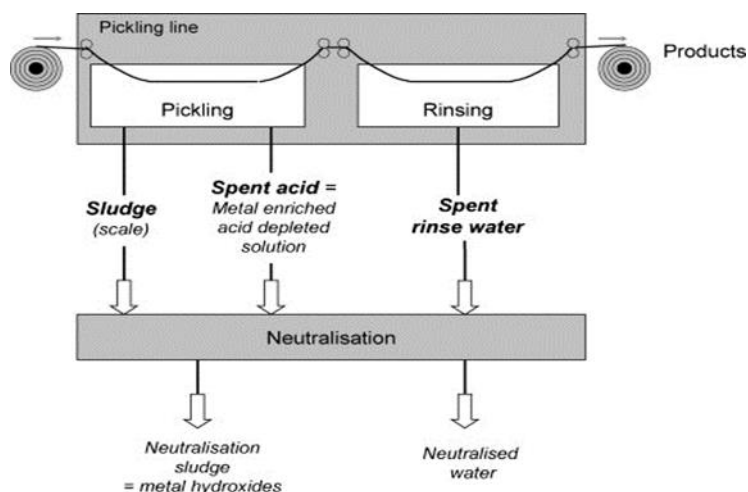 Pickling line
Products
Pickling
Rinsing
Sludge
(scale)
Spent acid =
Metal enriched
acid depleted
solution
Spent
rinse water
Neutralisation
Neutralisation
sludge
= metal hydroxides
Neutralised
water